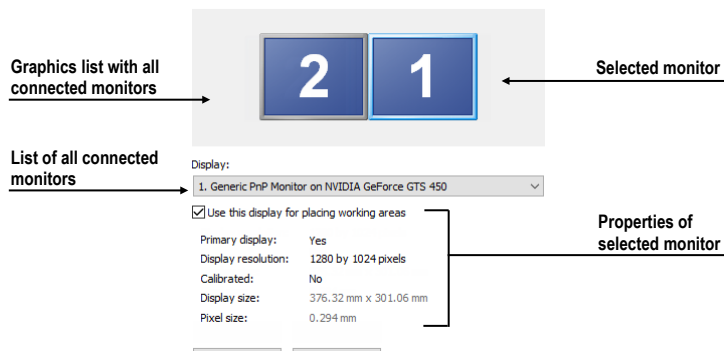 Graphics list with all
connected monitors
2 1
Selected monitor
List of all connected
monitors
Display:
1. Generic PnP Monitor on NVIDIA GeForce GTS 450
Use this display for placing working areas
Primary display: Yes
Display resolution: 1280 by 1024 pixels
Calibrated: No
Display size: 376.32 mm x 301.06 mm
Pixel size: 0.294 mm
Properties of
selected monitor